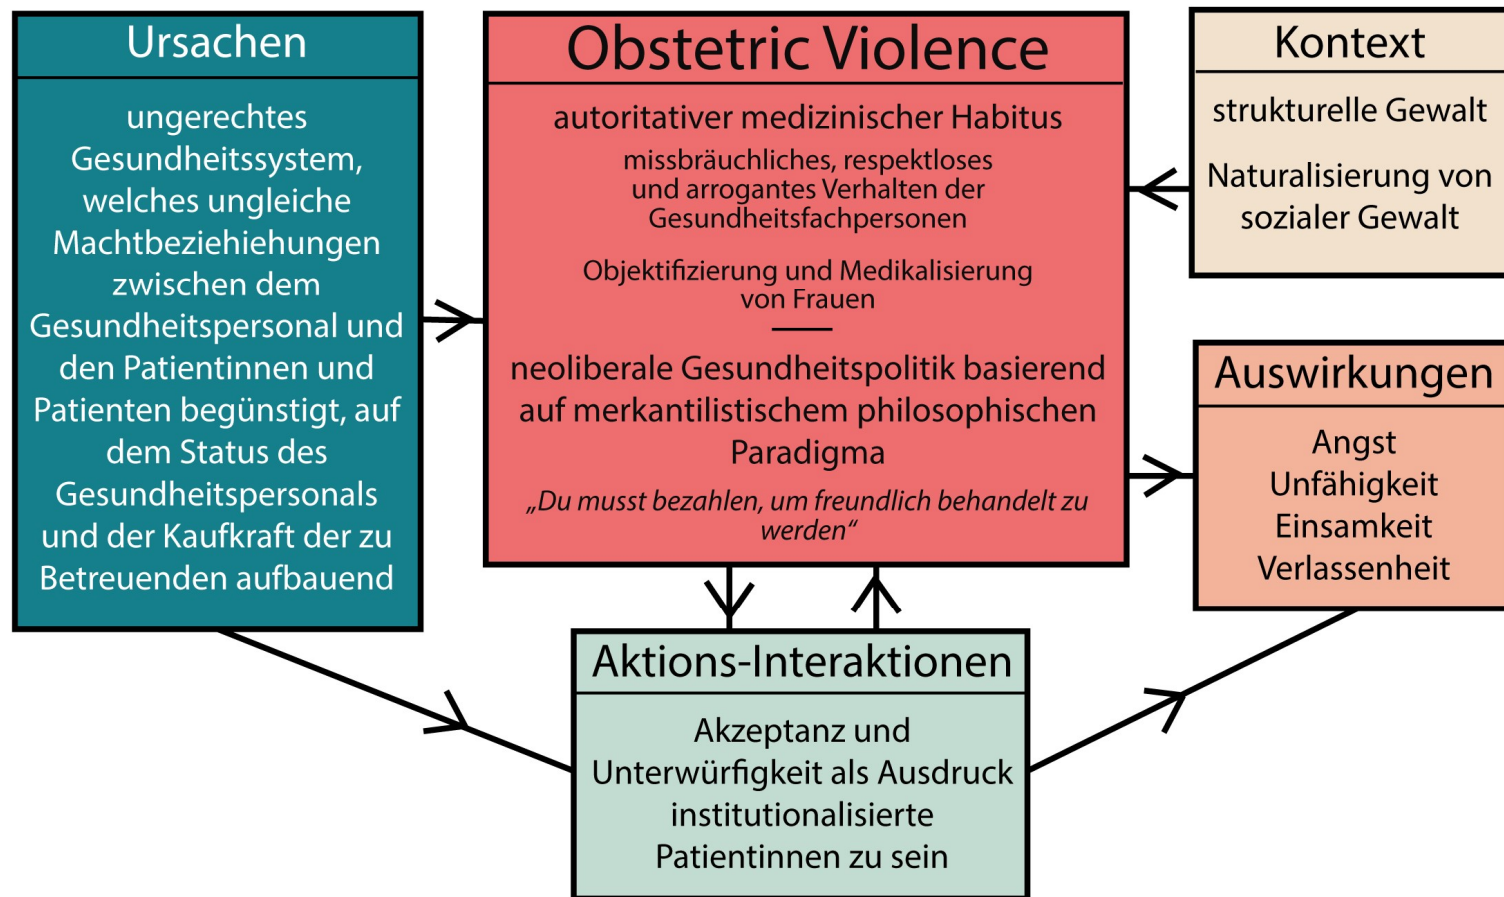 Ursachen
ungerechtes
Gesundheitssystem,
welches ungleiche
Machtbeziehiehungen
zwischen dem
Gesundheitspersonal und
den Patientinnen und
Patienten begünstigt, auf
dem Status des
Gesundheitspersonals
und der Kaufkraft der zu
Betreuenden aufbauend
Obstetric Violence
autoritativer medizinischer Habitus
missbräuchliches, respektloses
und arrogantes Verhalten der
Gesundheitsfachpersonen
Objektifizierung und Medikalisierung
von Frauen
neoliberale Gesundheitspolitik basierend
auf merkantilistischem philosophischen
Paradigma
„Du musst bezahlen, um freundlich behandelt zu
werden“
Kontext
strukturelle Gewalt
Naturalisierung von
sozialer Gewalt
Auswirkungen
Angst
Unfähigkeit
Einsamkeit
Verlassenheit
Aktions-Interaktionen
Akzeptanz und
Unterwürfigkeit als Ausdruck
institutionalisierte
Patientinnen zu sein